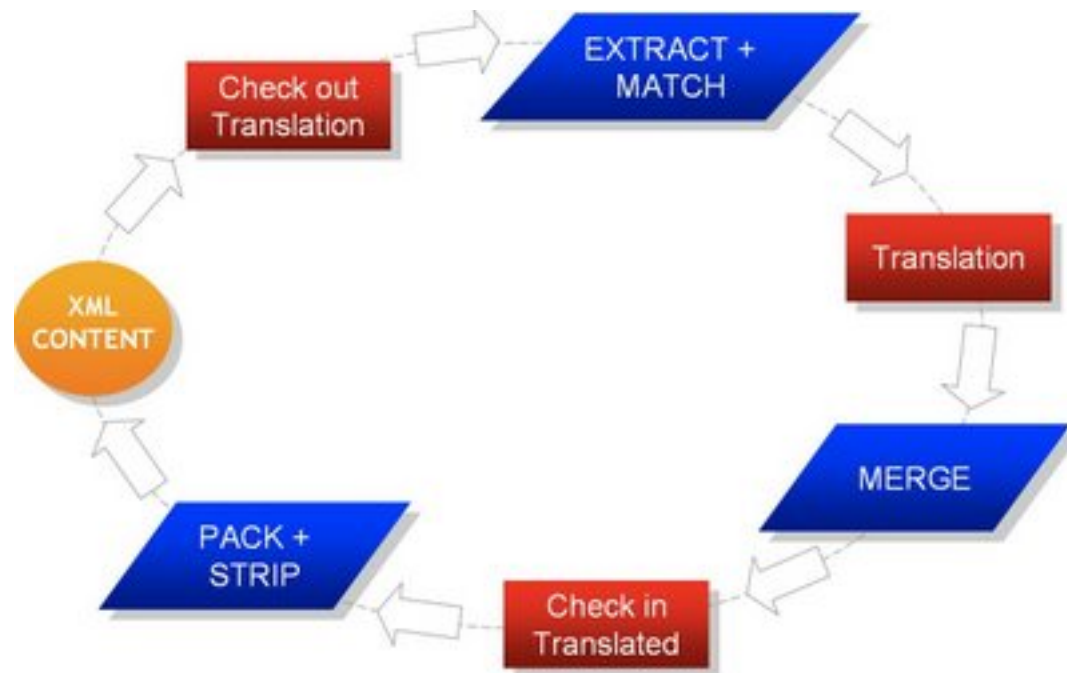 Check out
Translation
EXTRACT +
MATCH
Translation
MERGE
Check in
Translated
PACK +
STRIP
XML
CONTENT